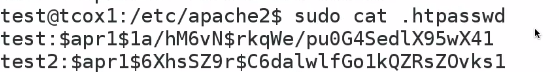 test@tcox1:/etc/apache2$ sudo cat .htpasswd
test:$apr1$1a/hM6vN$rkqWe/pu0G4SedlX95wX41
test2:$apr1$6XhsSZ9r$C6dalwlfGo1kQZRsZOvks1